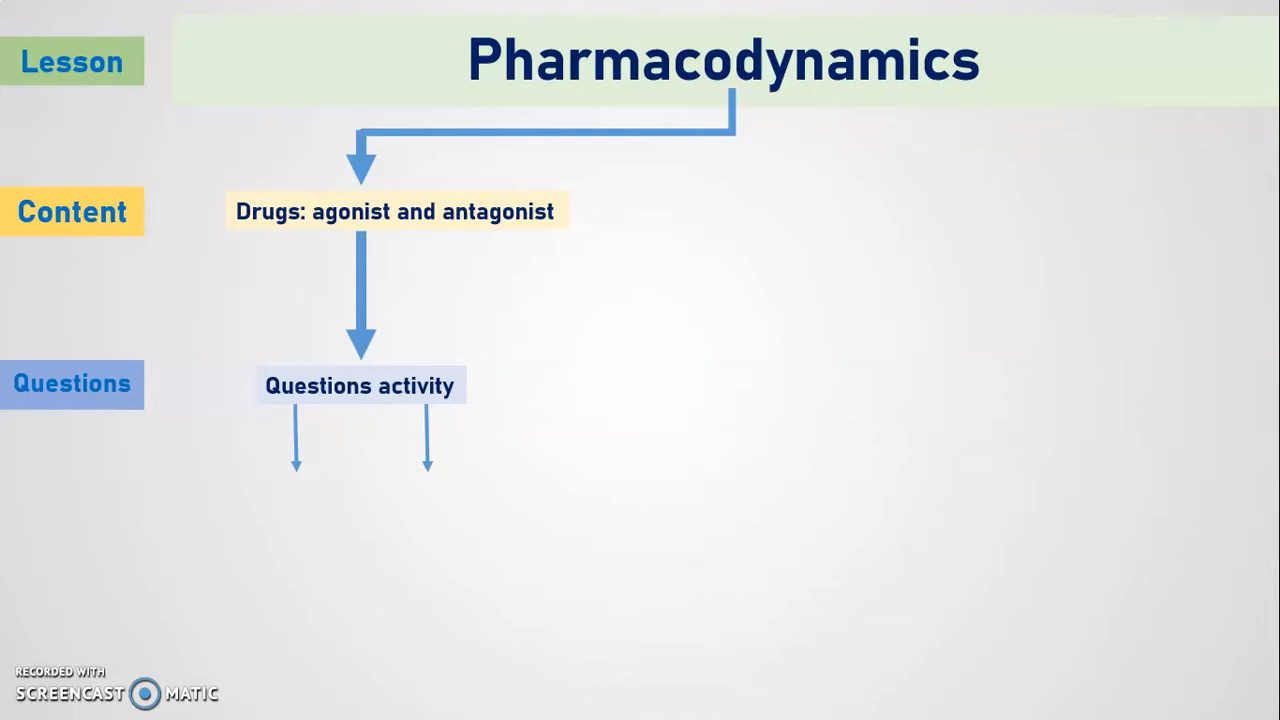 Lesson
Pharmacodynamics
Content
Drugs: agonist and antagonist
Questions
Questions activity
RECORDED WITH
SCREENCAST MATIC